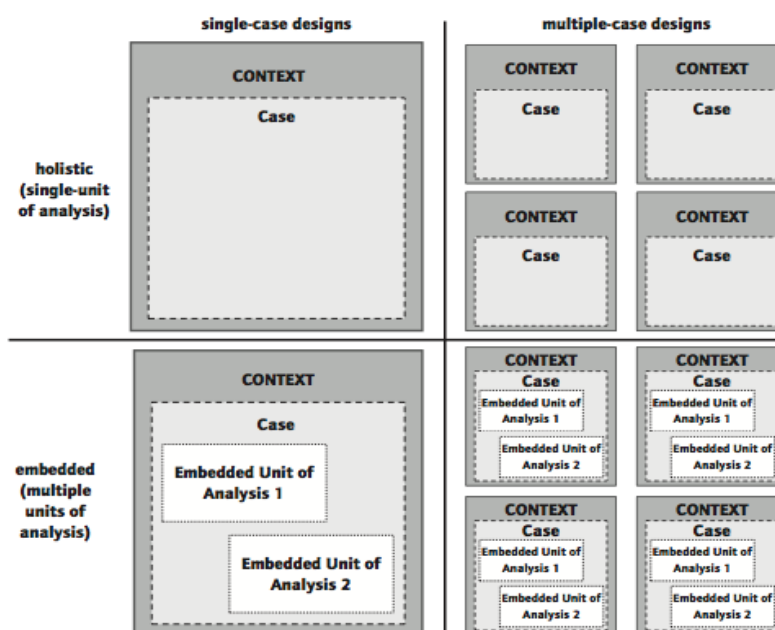 single-case designs
multiple-case designs
holistic
(single-unit
of analysis)
CONTEXT
Case
CONTEXT
Case
CONTEXT
Case
CONTEXT
Case
CONTEXT
Case
embedded
(multiple
units of
analysis)
CONTEXT
Case
Embedded Unit of
Analysis 1
Embedded Unit of
Analysis 2
CONTEXT
Case
Embedded Unit of
Analysis 1
Embedded Unit of
Analysis 2
CONTEXT
Case
Embedded Unit of
Analysis 1
Embedded Unit of
Analysis 2
CONTEXT
Case
Embedded Unit of
Analysis 1
Embedded Unit of
Analysis 2
CONTEXT
Case
Embedded Unit of
Analysis 1
Embedded Unit of
Analysis 2